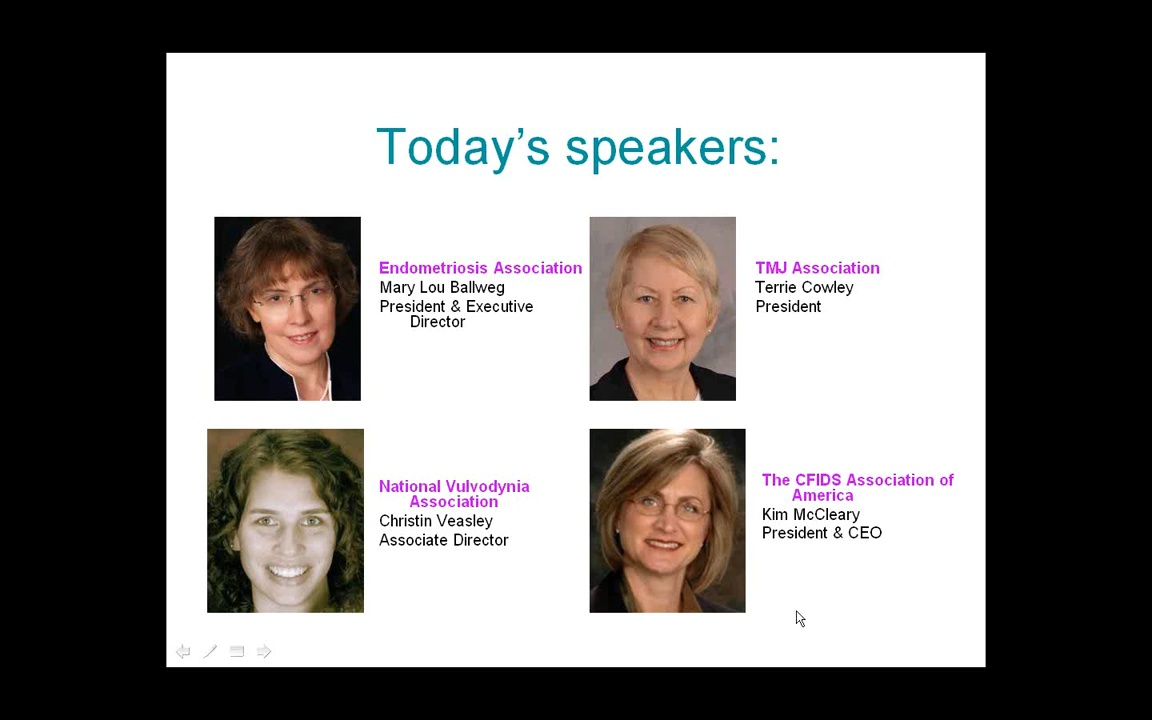 Today’s speakers:
Endometriosis Association
Mary Lou Ballweg
President & Executive
Director
TMJ Association
Terrie Cowley
President
National Vulvodynia
Association
Christin Veasley
Associate Director
The CFIDS Association of
America
Kim McCleary
President & CEO